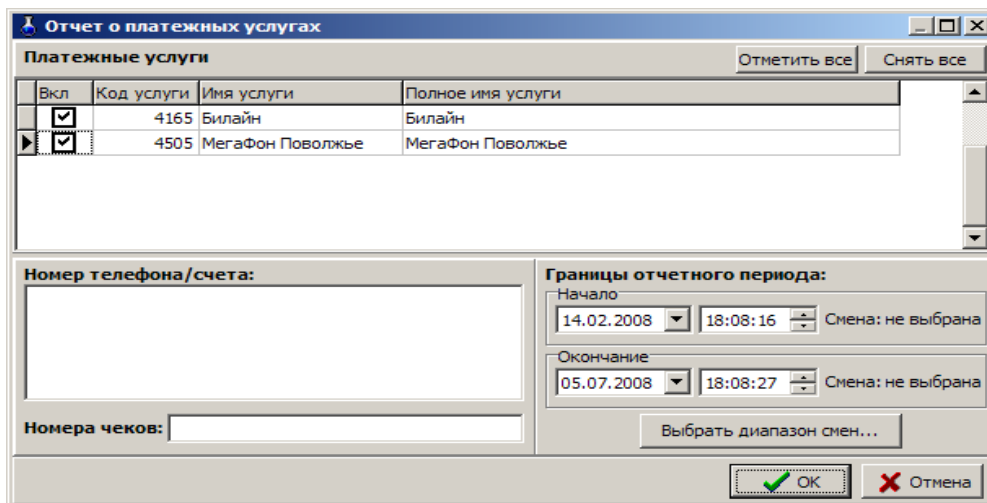 Отчет о платежных услугах
Платежные услуги Отметить все Снять все
Вкл Код услуги Имя услуги Полное имя услуги
4165 Билайн Билайн
4505 МегаФон Поволжье МегаФон Поволжье
Номер телефона/счета:
Номера чеков:
Границы отчетного периода:
Начало
14.02.2008 18:08:16 Смена: не выбрана
Окончание
05.07.2008 18:08:27 Смена: не выбрана
Выбрать диапазон смен...
OK Отмена